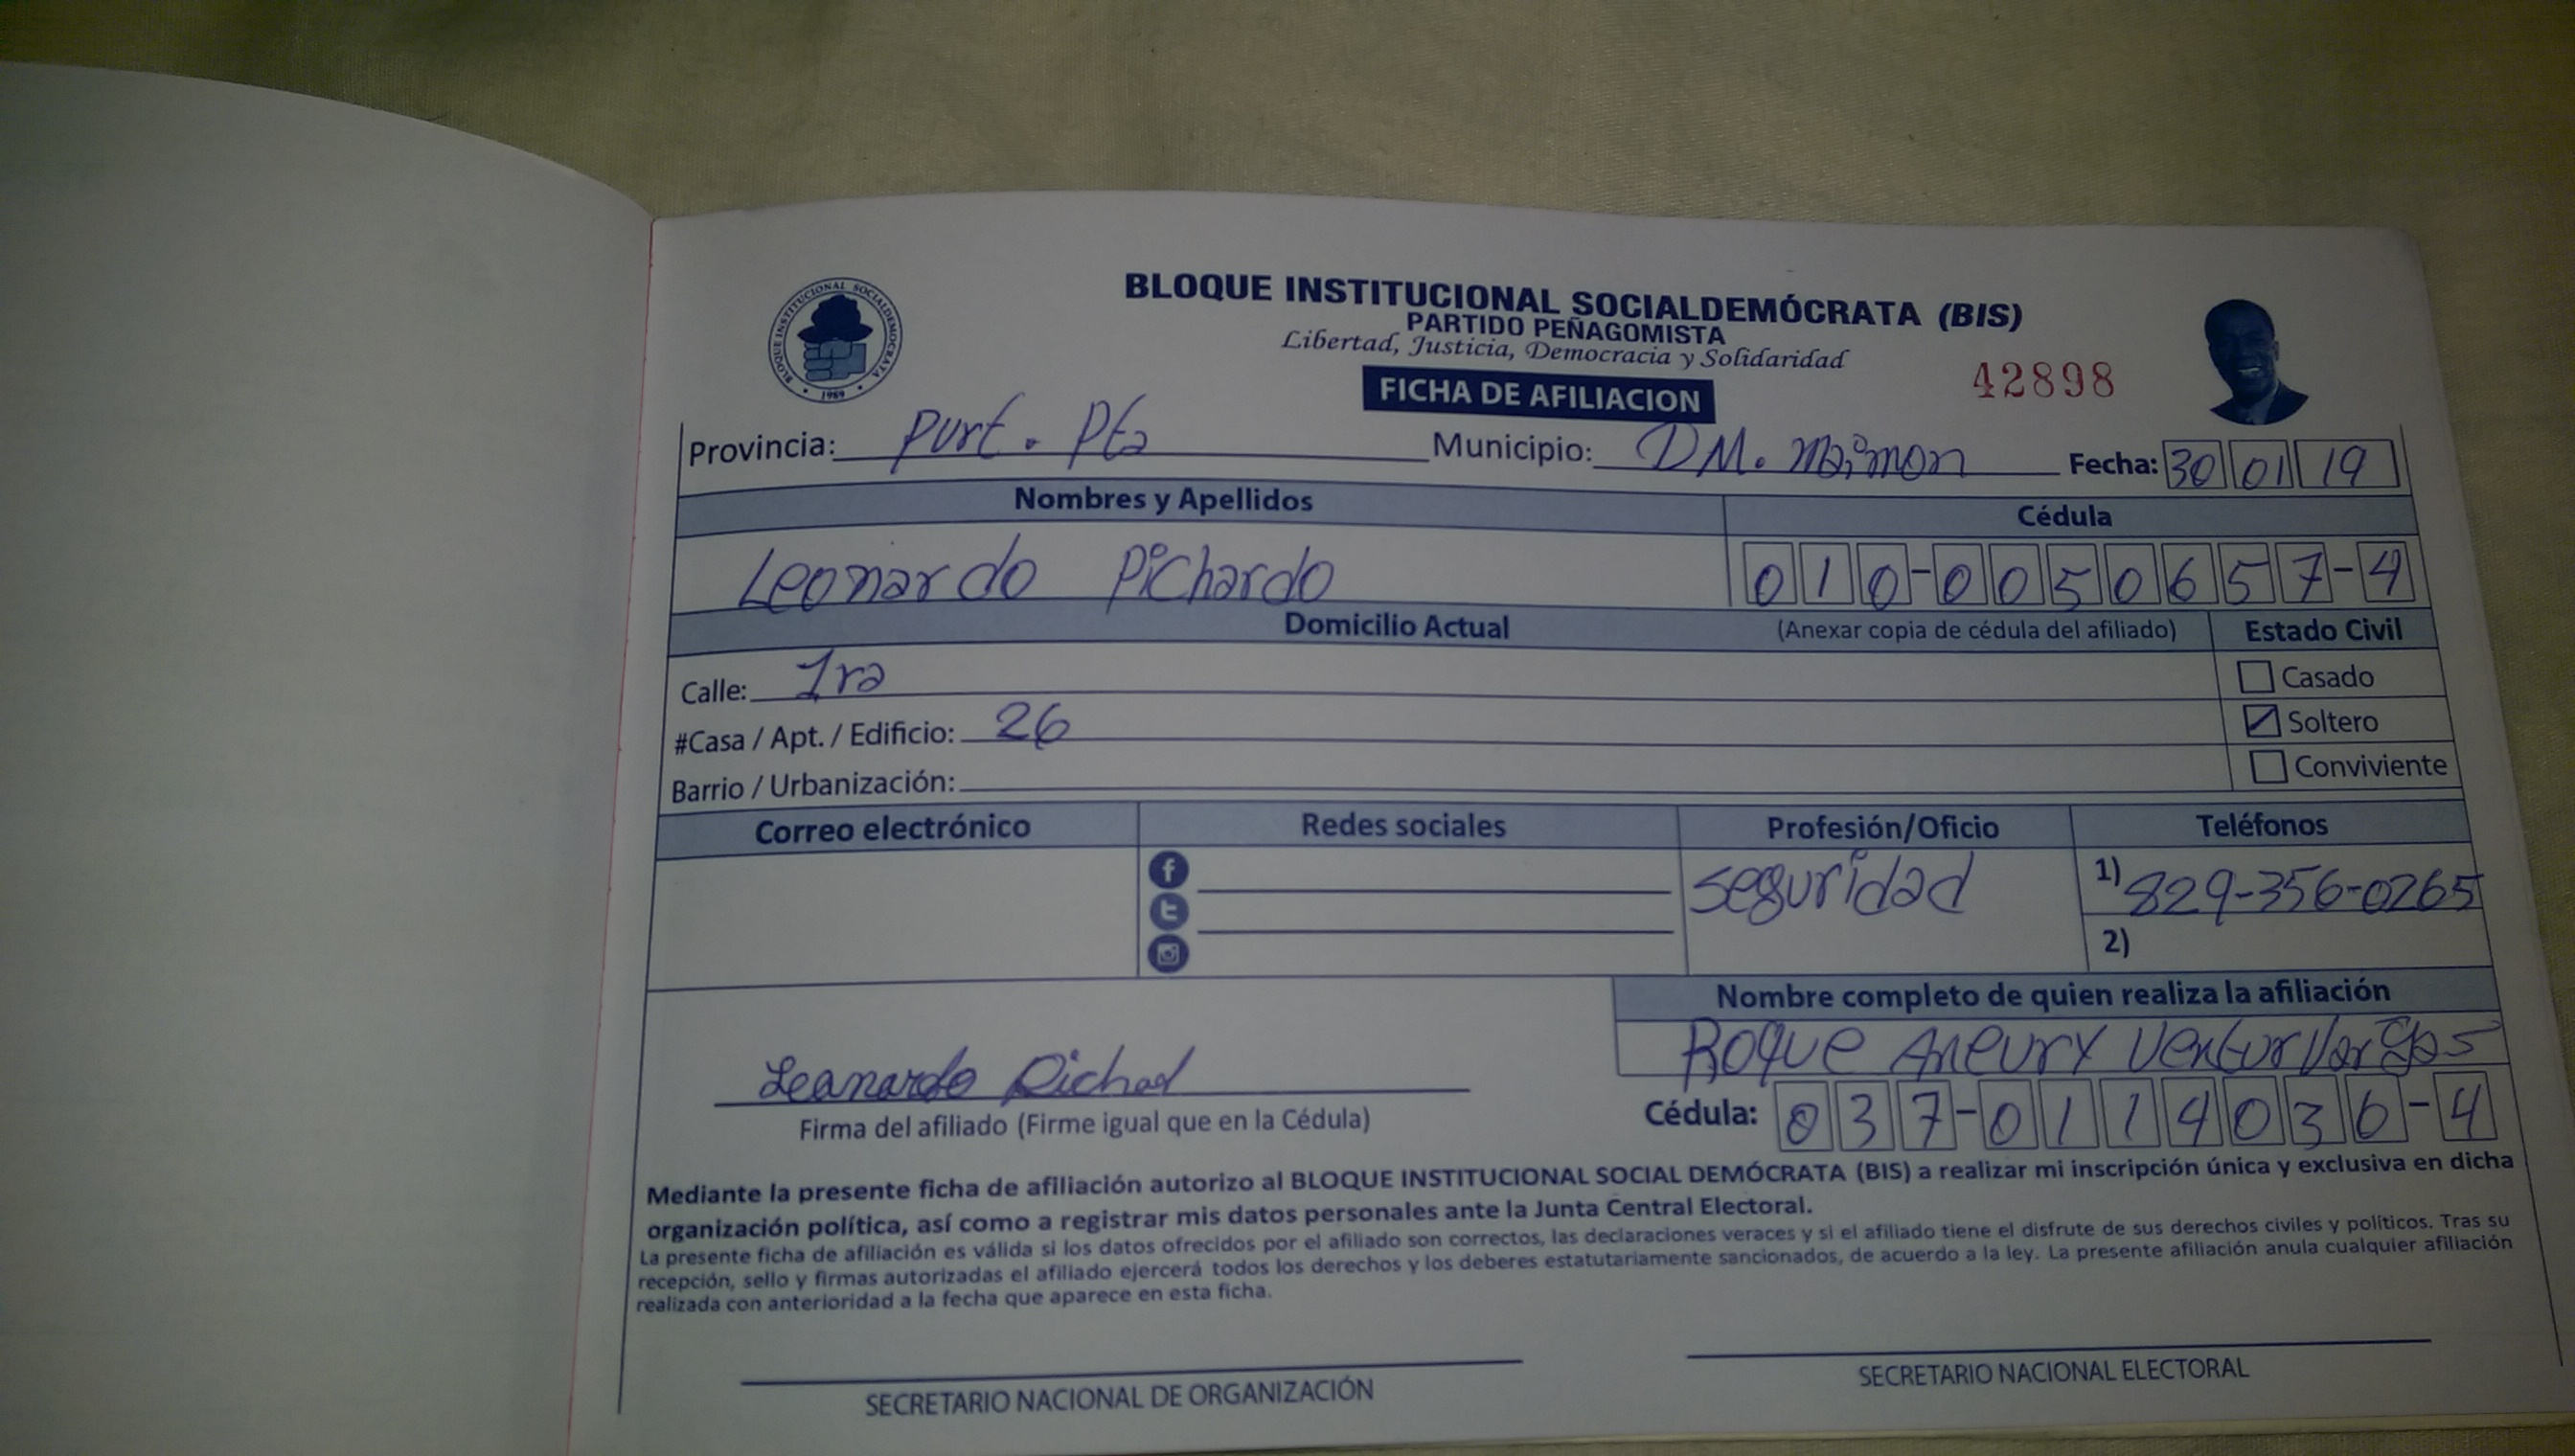 BLOQUE INSTITUCIONAL SOCIALDEMÓCRATA (BIS)
PARTIDO PEÑAGOMISTA
Libertad, Justicia, Democracia y Solidaridad
BLOQUE INSTITUCIONAL SOCIALDEMOCRATA
1989
FICHA DE AFILIACION
42898
Provincia: Purt. Pta Municipio: DM. Maimon Fecha: 30 01 19
Nombres y Apellidos Cédula
Leonardo Pichardo 010-0050657-4
Domicilio Actual (Anexar copia de cédula del afiliado) Estado Civil
Calle: 1ra Casado
#Casa / Apt. / Edificio: 26 Soltero
Barrio / Urbanización: Conviviente
Correo electrónico Redes sociales Profesión/Oficio Teléfonos
seguridad 1) 829-356-0265
2)
Nombre completo de quien realiza la afiliación
Roque Aneury Ventur Vargas
Leanardo Richad
Firma del afiliado (Firme igual que en la Cédula)
Cédula: 037-0114036-4
Mediante la presente ficha de afiliación autorizo al BLOQUE INSTITUCIONAL SOCIAL DEMÓCRATA (BIS) a realizar mi inscripción única y exclusiva en dicha
organización política, así como a registrar mis datos personales ante la Junta Central Electoral.
La presente ficha de afiliación es válida si los datos ofrecidos por el afiliado son correctos, las declaraciones veraces y si el afiliado tiene el disfrute de sus derechos civiles y políticos. Tras su
recepción, sello y firmas autorizadas el afiliado ejercerá todos los derechos y los deberes estatutariamente sancionados, de acuerdo a la ley. La presente afiliación anula cualquier afiliación
realizada con anterioridad a la fecha que aparece en esta ficha.
SECRETARIO NACIONAL DE ORGANIZACIÓN SECRETARIO NACIONAL ELECTORAL